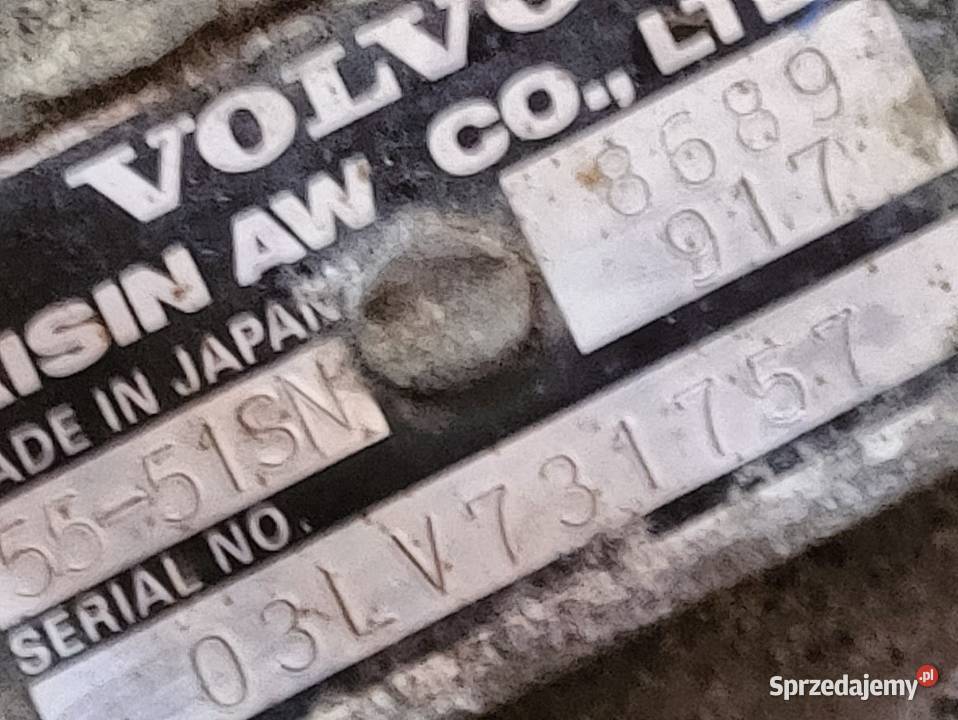 VOLVO
AISIN AW CO., LTD
8689
917
MADE IN JAPAN
55-51SN
SERIAL NO.
03LV731757
Sprzedajemy.pl